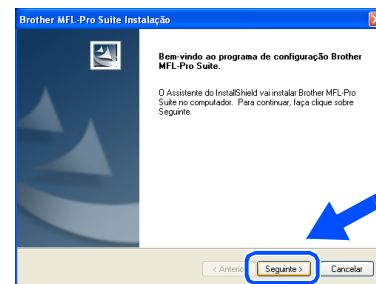 Brother MFL-Pro Suite Instalação
Bem-vindo ao programa de configuração Brother
MFL-Pro Suite.
O Assistente do InstallShield vai instalar Brother MFL-Pro
Suite no computador. Para continuar, faça clique sobre
Seguinte.
< Anterio Seguinte > Cancelar